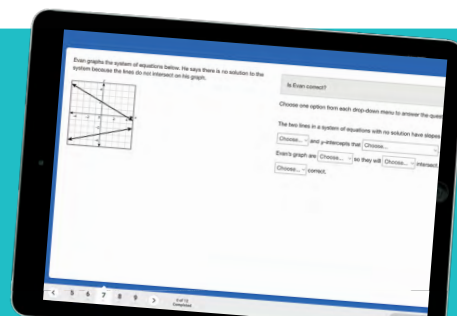 Evan graphs the system of equations below. He says there is no solution to the
system because the lines do not intersect on his graph.
Is Evan correct?
Choose one option from each drop-down menu to answer the
The two lines in a system of equations with no solution have slopes
Choose... and y-intercepts that Choose...
Evan's graph are Choose... so they will Choose... intersect
Choose... correct.
5 6 7 8 9
Completed